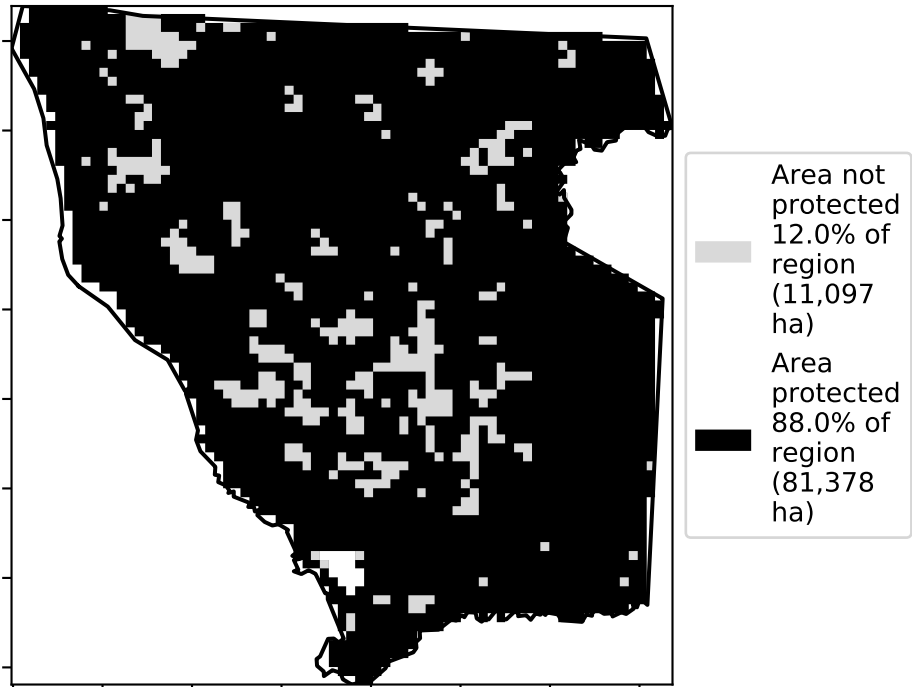 Area not
protected
12.0% of
region
(11,097
ha)
Area
protected
88.0% of
region
(81,378
ha)